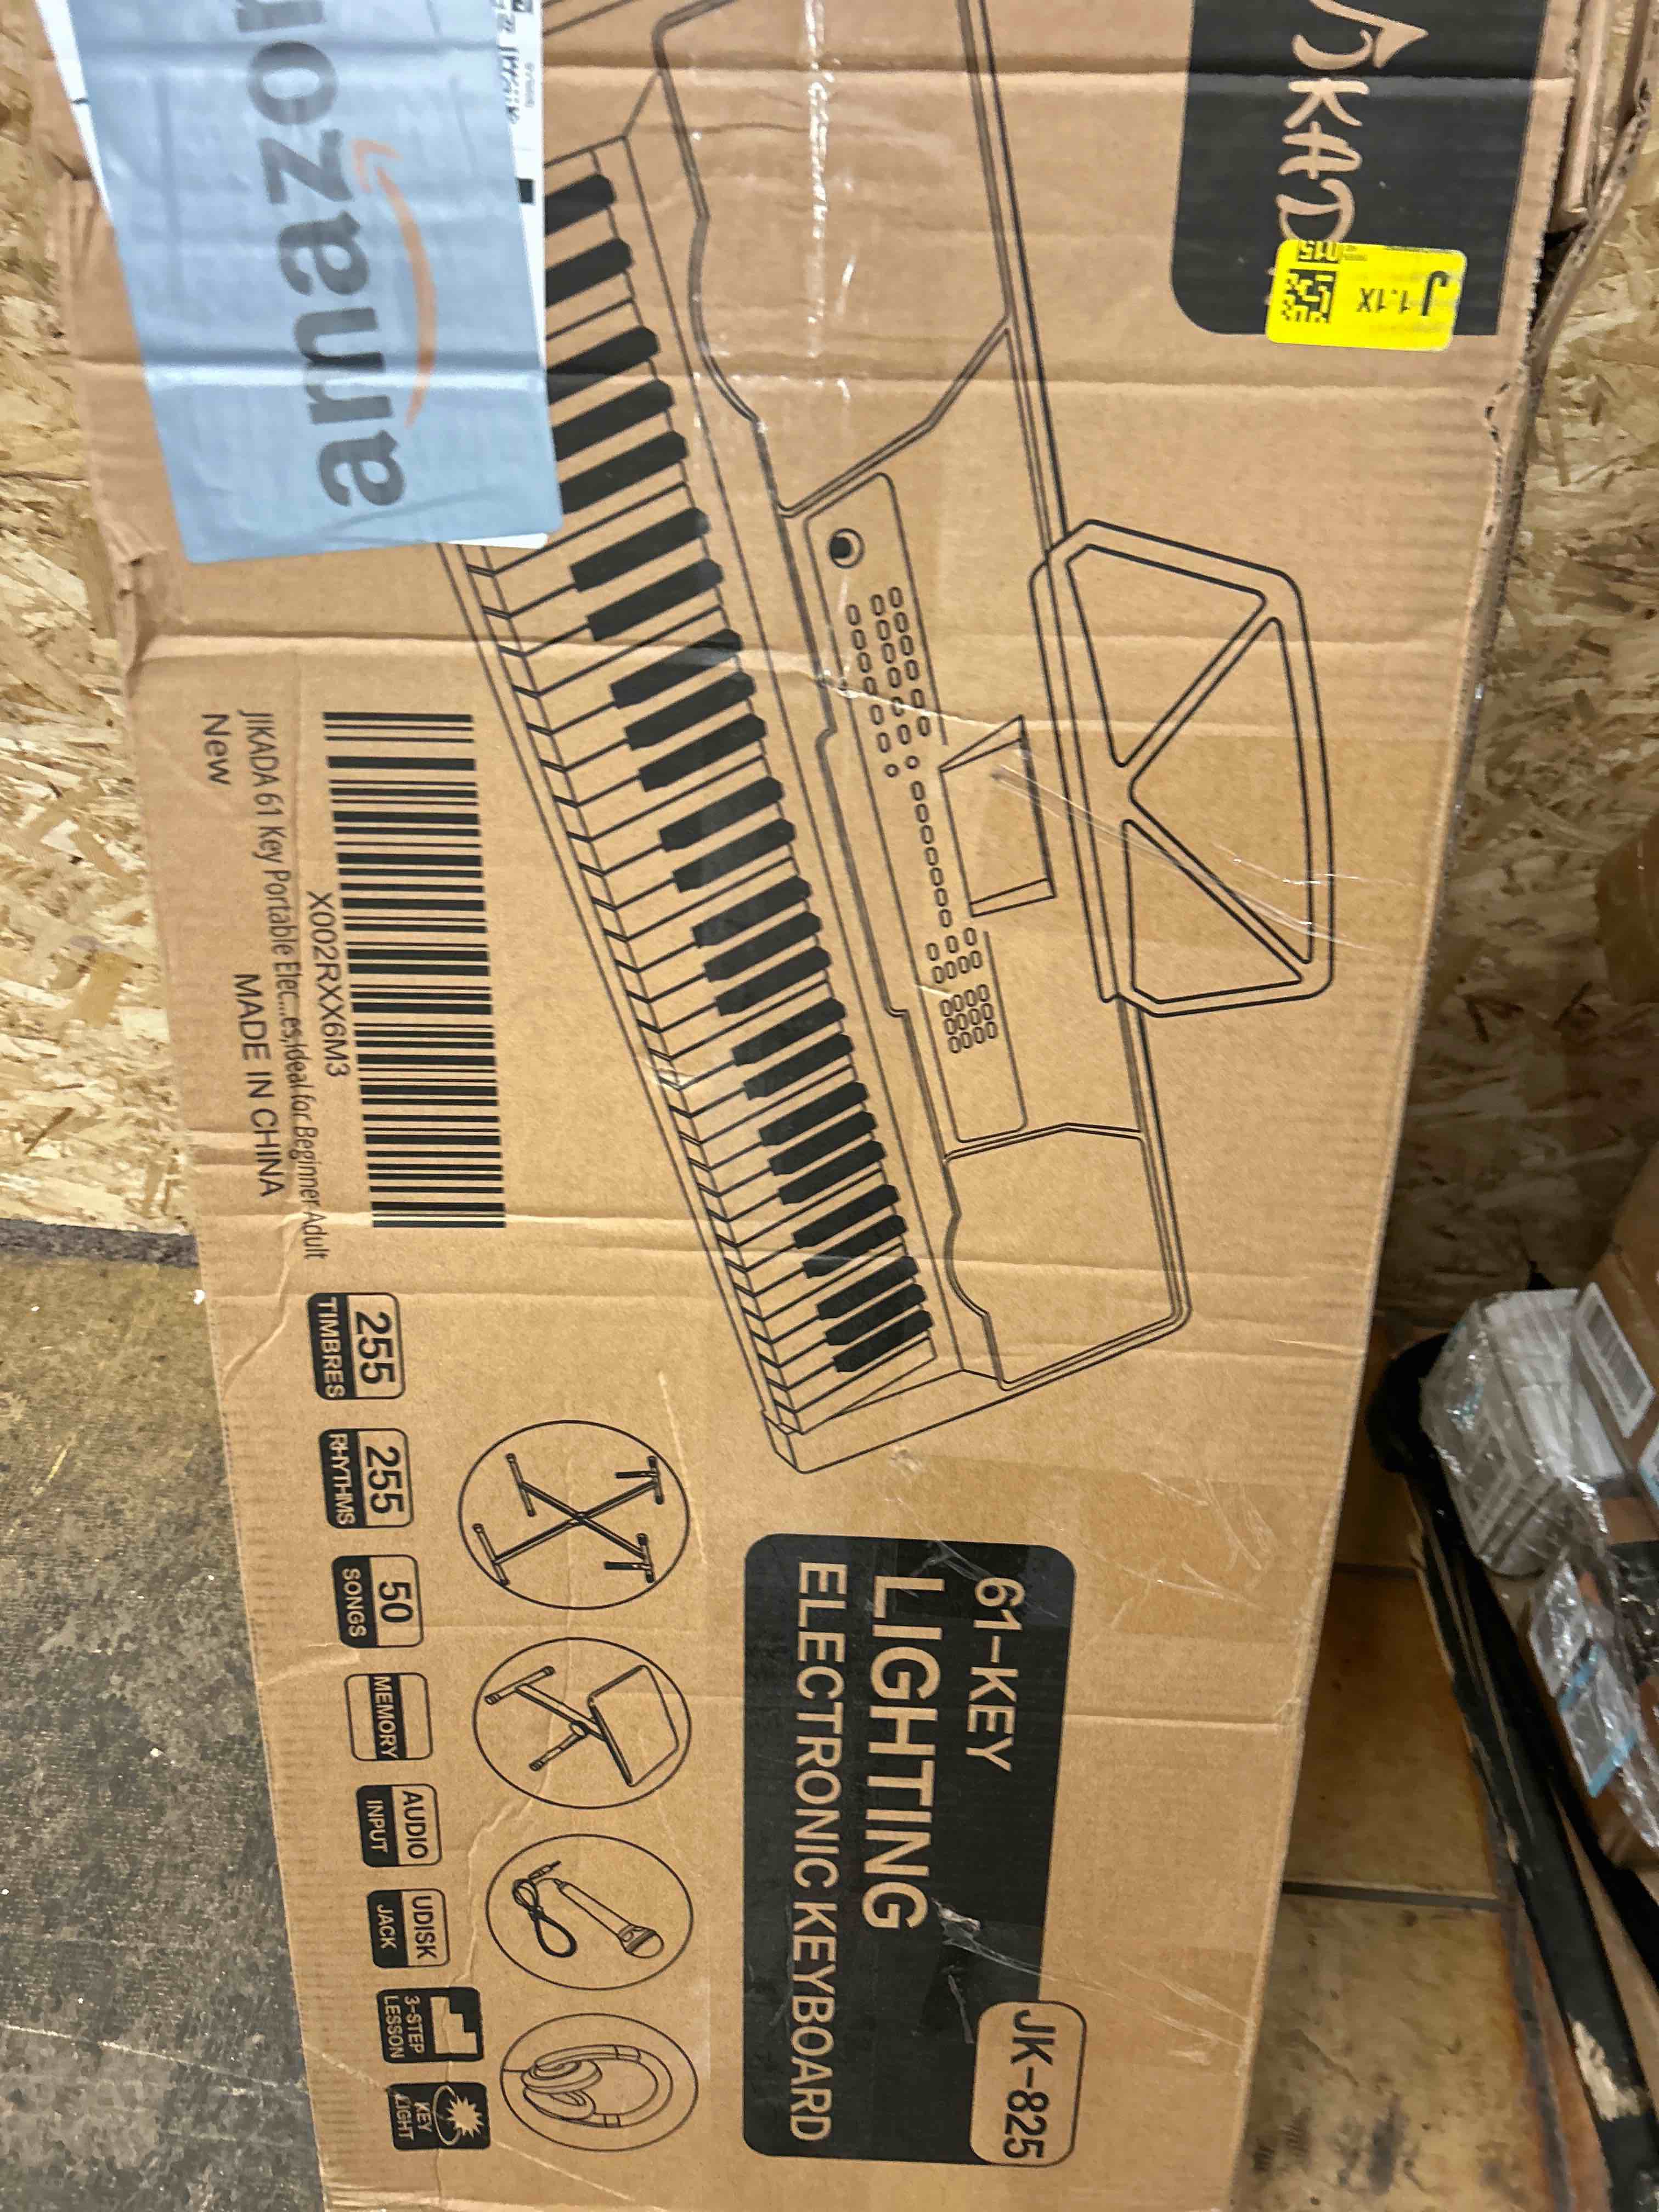 amazon
JKAD
J
1.1X
X002RXX6M3
JIKADA 61 Key Portable Elec...es,Ideal for Beginner Adult
New
MADE IN CHINA
61-KEY
LIGHTING
ELECTRONIC KEYBOARD
JK-825
255
TIMBRES
255
RHYTHMS
50
SONGS
MEMORY
AUDIO
INPUT
UDISK
JACK
3-STEP
LESSON
KEY
LIGHT